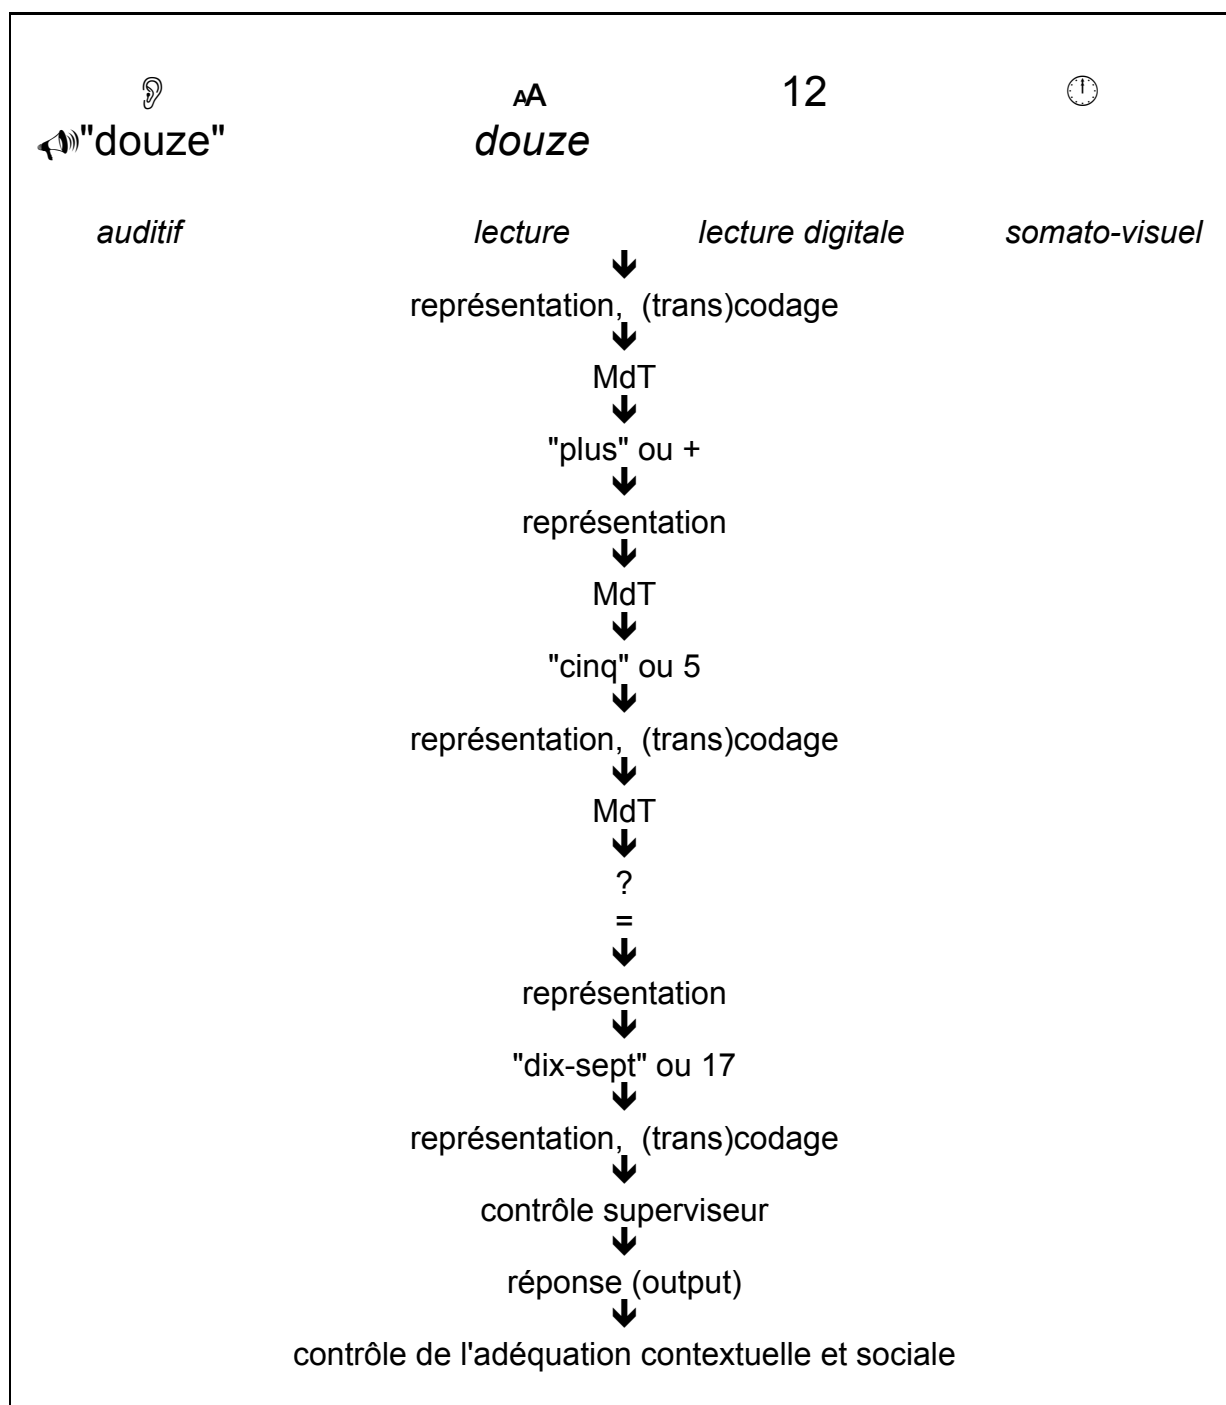 AA 12
"douze" douze
auditif lecture lecture digitale somato-visuel
représentation, (trans)codage
MdT
"plus" ou +
représentation
MdT
"cinq" ou 5
représentation, (trans)codage
MdT
?
=
représentation
"dix-sept" ou 17
représentation, (trans)codage
contrôle superviseur
réponse (output)
contrôle de l'adéquation contextuelle et sociale